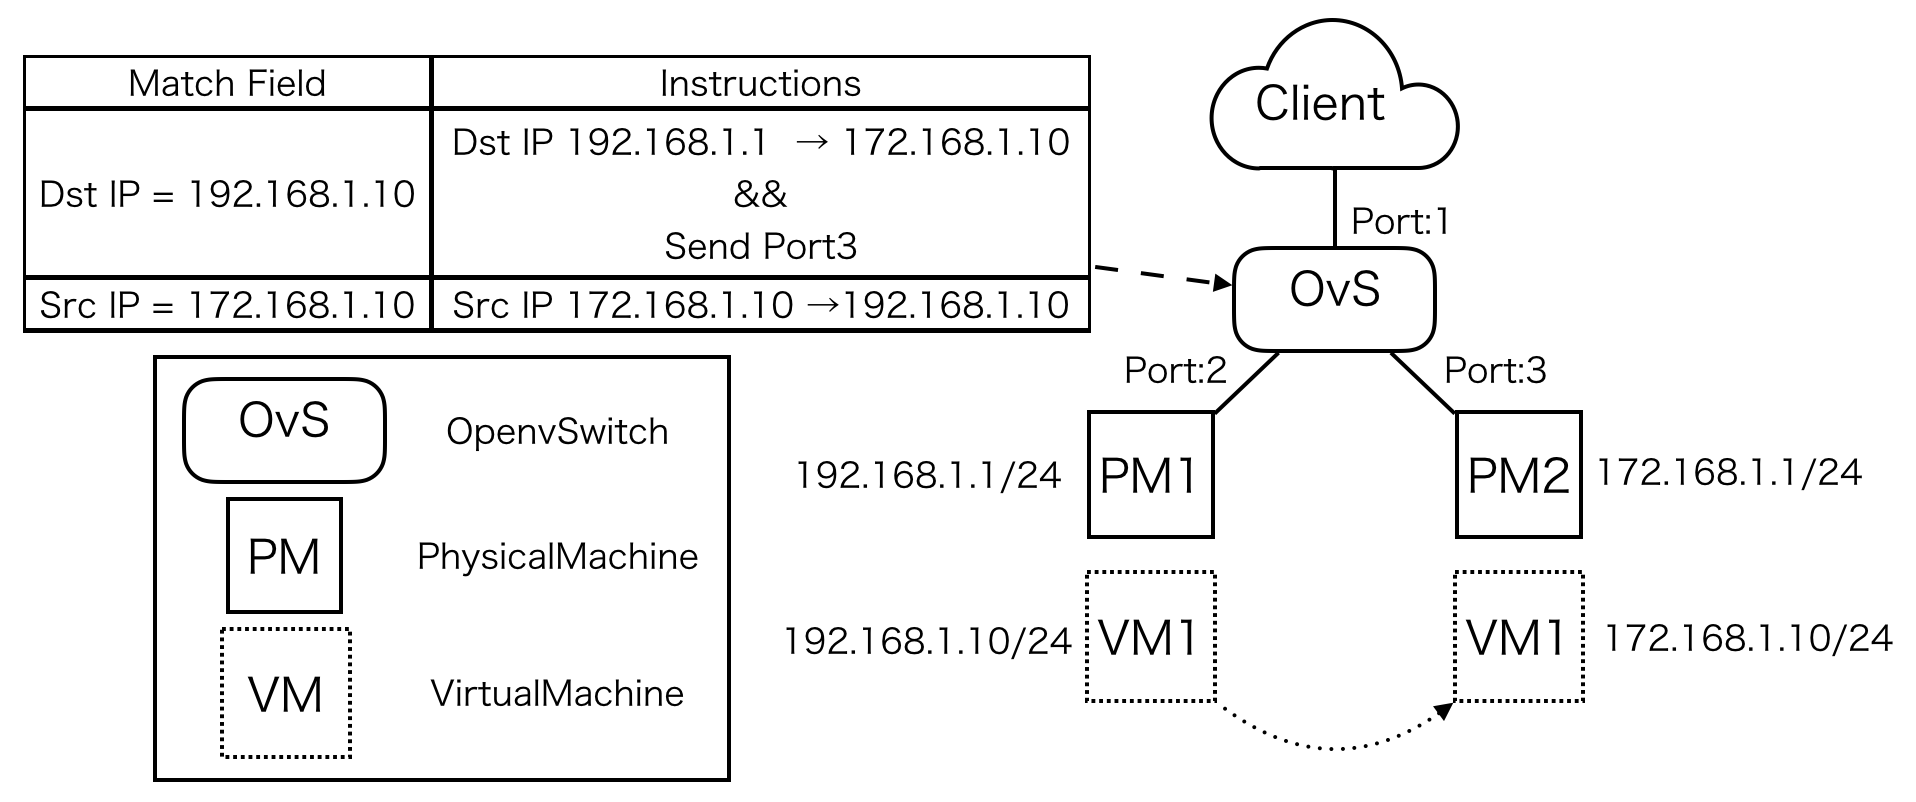 Match Field
Instructions
Dst IP = 192.168.1.10
Dst IP 192.168.1.1 → 172.168.1.10
&&
Send Port3
Src IP = 172.168.1.10
Src IP 172.168.1.10 →192.168.1.10
Client
Port:1
OvS
Port:2
Port:3
192.168.1.1/24
PM1
PM2
172.168.1.1/24
192.168.1.10/24
VM1
VM1
172.168.1.10/24
OvS
OpenvSwitch
PM
PhysicalMachine
VM
VirtualMachine